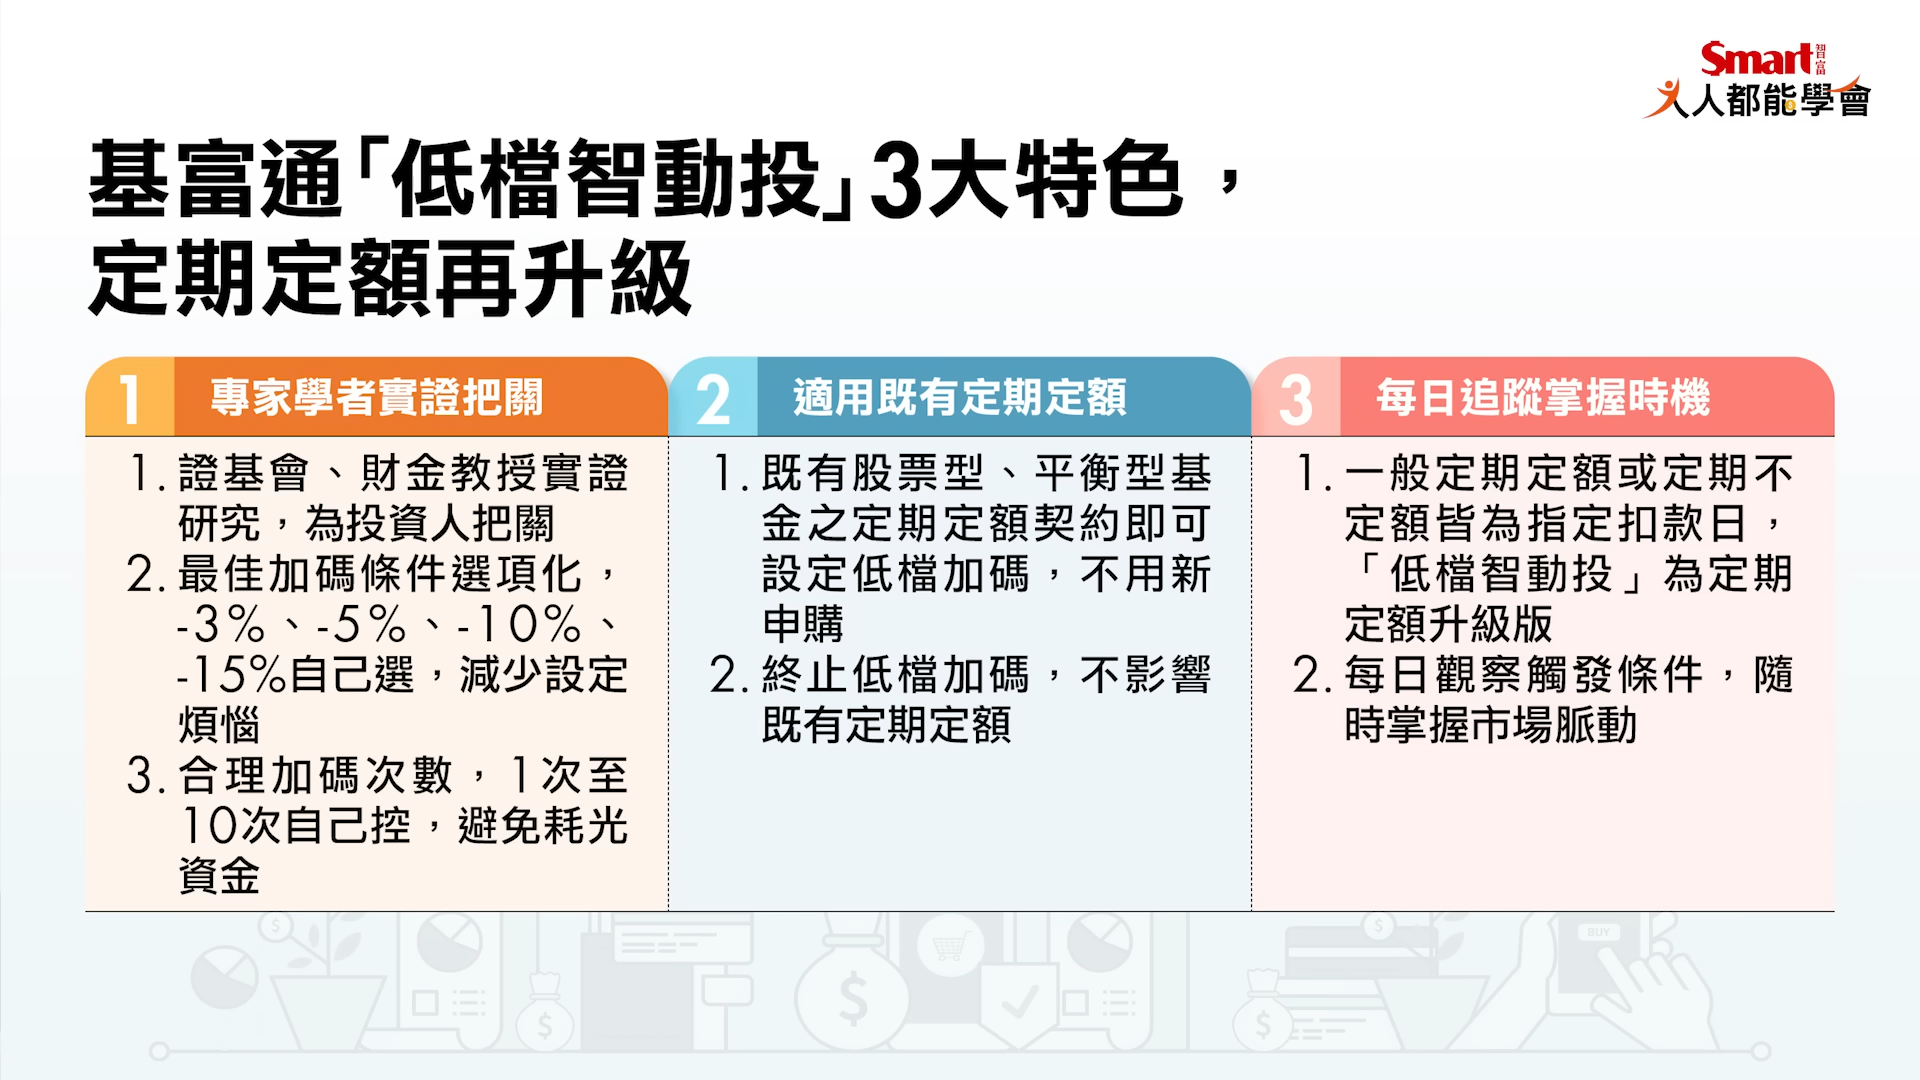 Smart智富
人人都能學會
基富通「低檔智動投」3大特色，
定期定額再升級
1 專家學者實證把關
1. 證基會、財金教授實證
研究，為投資人把關
2. 最佳加碼條件選項化，
-3%、-5%、-10%、
-15%自己選，減少設定
煩惱
3. 合理加碼次數，1次至
10次自己控，避免耗光
資金
2 適用既有定期定額
1. 既有股票型、平衡型基
金之定期定額契約即可
設定低檔加碼，不用新
申購
2. 終止低檔加碼，不影響
既有定期定額
3 每日追蹤掌握時機
1. 一般定期定額或定期不
定額皆為指定扣款日，
「低檔智動投」為定期
定額升級版
2. 每日觀察觸發條件，隨
時掌握市場脈動
BUY